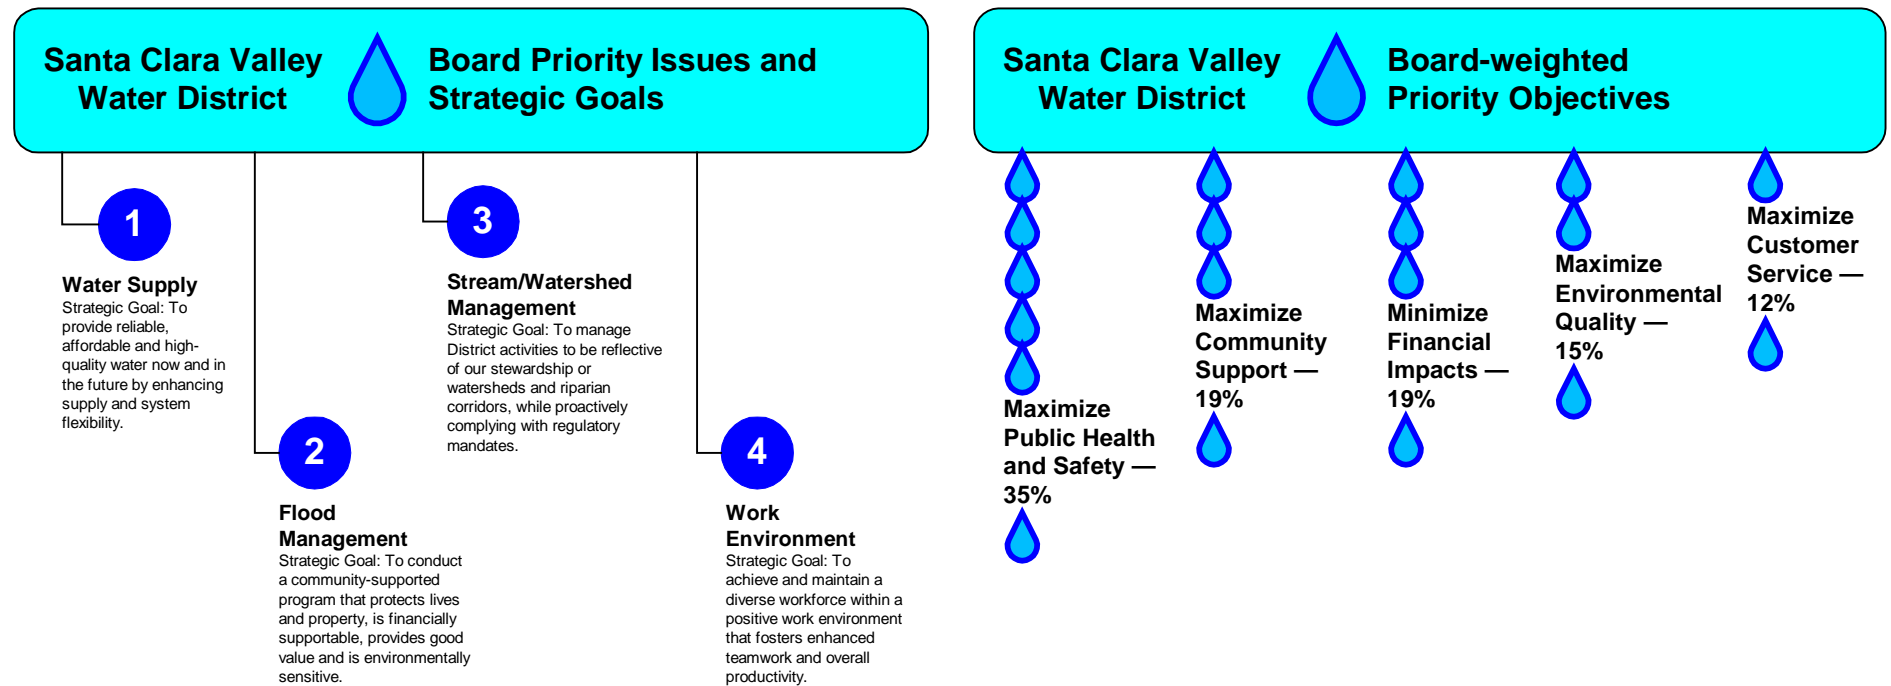 Santa Clara Valley
Water District
Board Priority Issues and
Strategic Goals
1
Water Supply
Strategic Goal: To
provide reliable,
affordable and high-
quality water now and in
the future by enhancing
supply and system
flexibility.
2
Flood
Management
Strategic Goal: To conduct
a community-supported
program that protects lives
and property, is financially
supportable, provides good
value and is environmentally
sensitive.
3
Stream/Watershed
Management
Strategic Goal: To manage
District activities to be reflective
of our stewardship or
watersheds and riparian
corridors, while proactively
complying with regulatory
mandates.
4
Work
Environment
Strategic Goal: To
achieve and maintain a
diverse workforce within a
positive work environment
that fosters enhanced
teamwork and overall
productivity.
Santa Clara Valley
Water District
Board-weighted
Priority Objectives
Maximize
Public Health
and Safety —
35%
Maximize
Community
Support —
19%
Minimize
Financial
Impacts —
19%
Maximize
Environmental
Quality —
15%
Maximize
Customer
Service —
12%